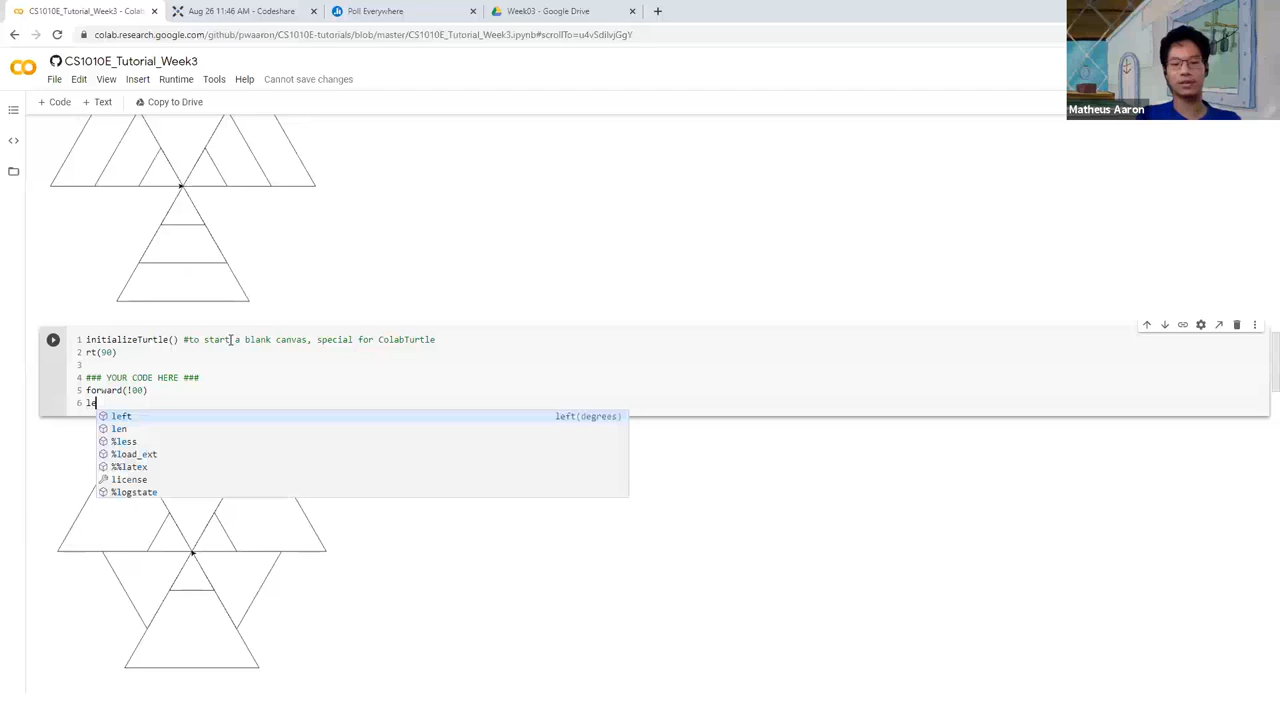 CS1010E_Tutorial_Week3 - Colab
Aug 26 11:46 AM - Codeshare
Poll Everywhere
Week03 - Google Drive
colab.research.google.com/github/pwaaron/CS1010E-tutorials/blob/master/CS1010E_Tutorial_Week3.ipynb#scrollTo=u4vSdilvjGgY
CS1010E_Tutorial_Week3
File Edit View Insert Runtime Tools Help Cannot save changes
+ Code + Text Copy to Drive
Matheus Aaron
1 initializeTurtle() #to start a blank canvas, special for ColabTurtle
2 rt(90)
3
4 ### YOUR CODE HERE ###
5 forward(!00)
6 le
left left(degrees)
len
%less
%load_ext
%%latex
license
%logstate